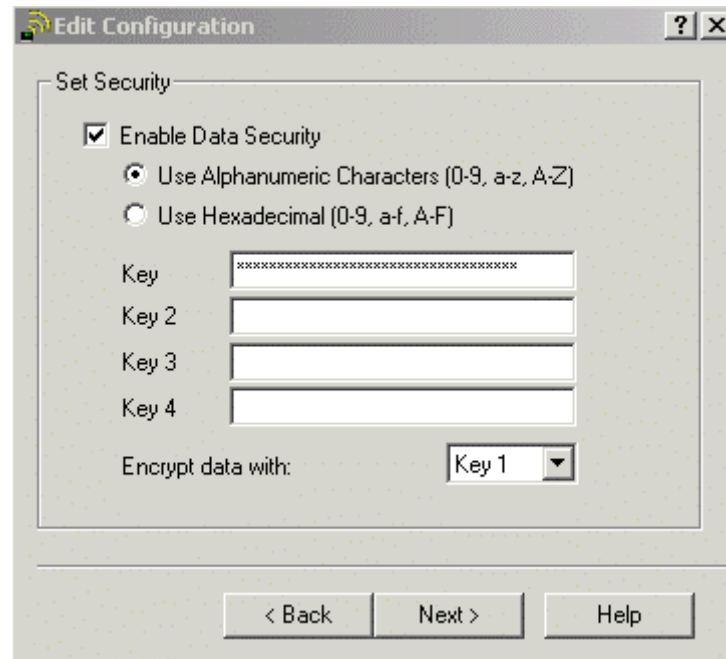 Edit Configuration
Set Security
Enable Data Security
Use Alphanumeric Characters (0-9, a-z, A-Z)
Use Hexadecimal (0-9, a-f, A-F)
Key ***********************************
Key 2
Key 3
Key 4
Encrypt data with: Key 1
< Back Next > Help